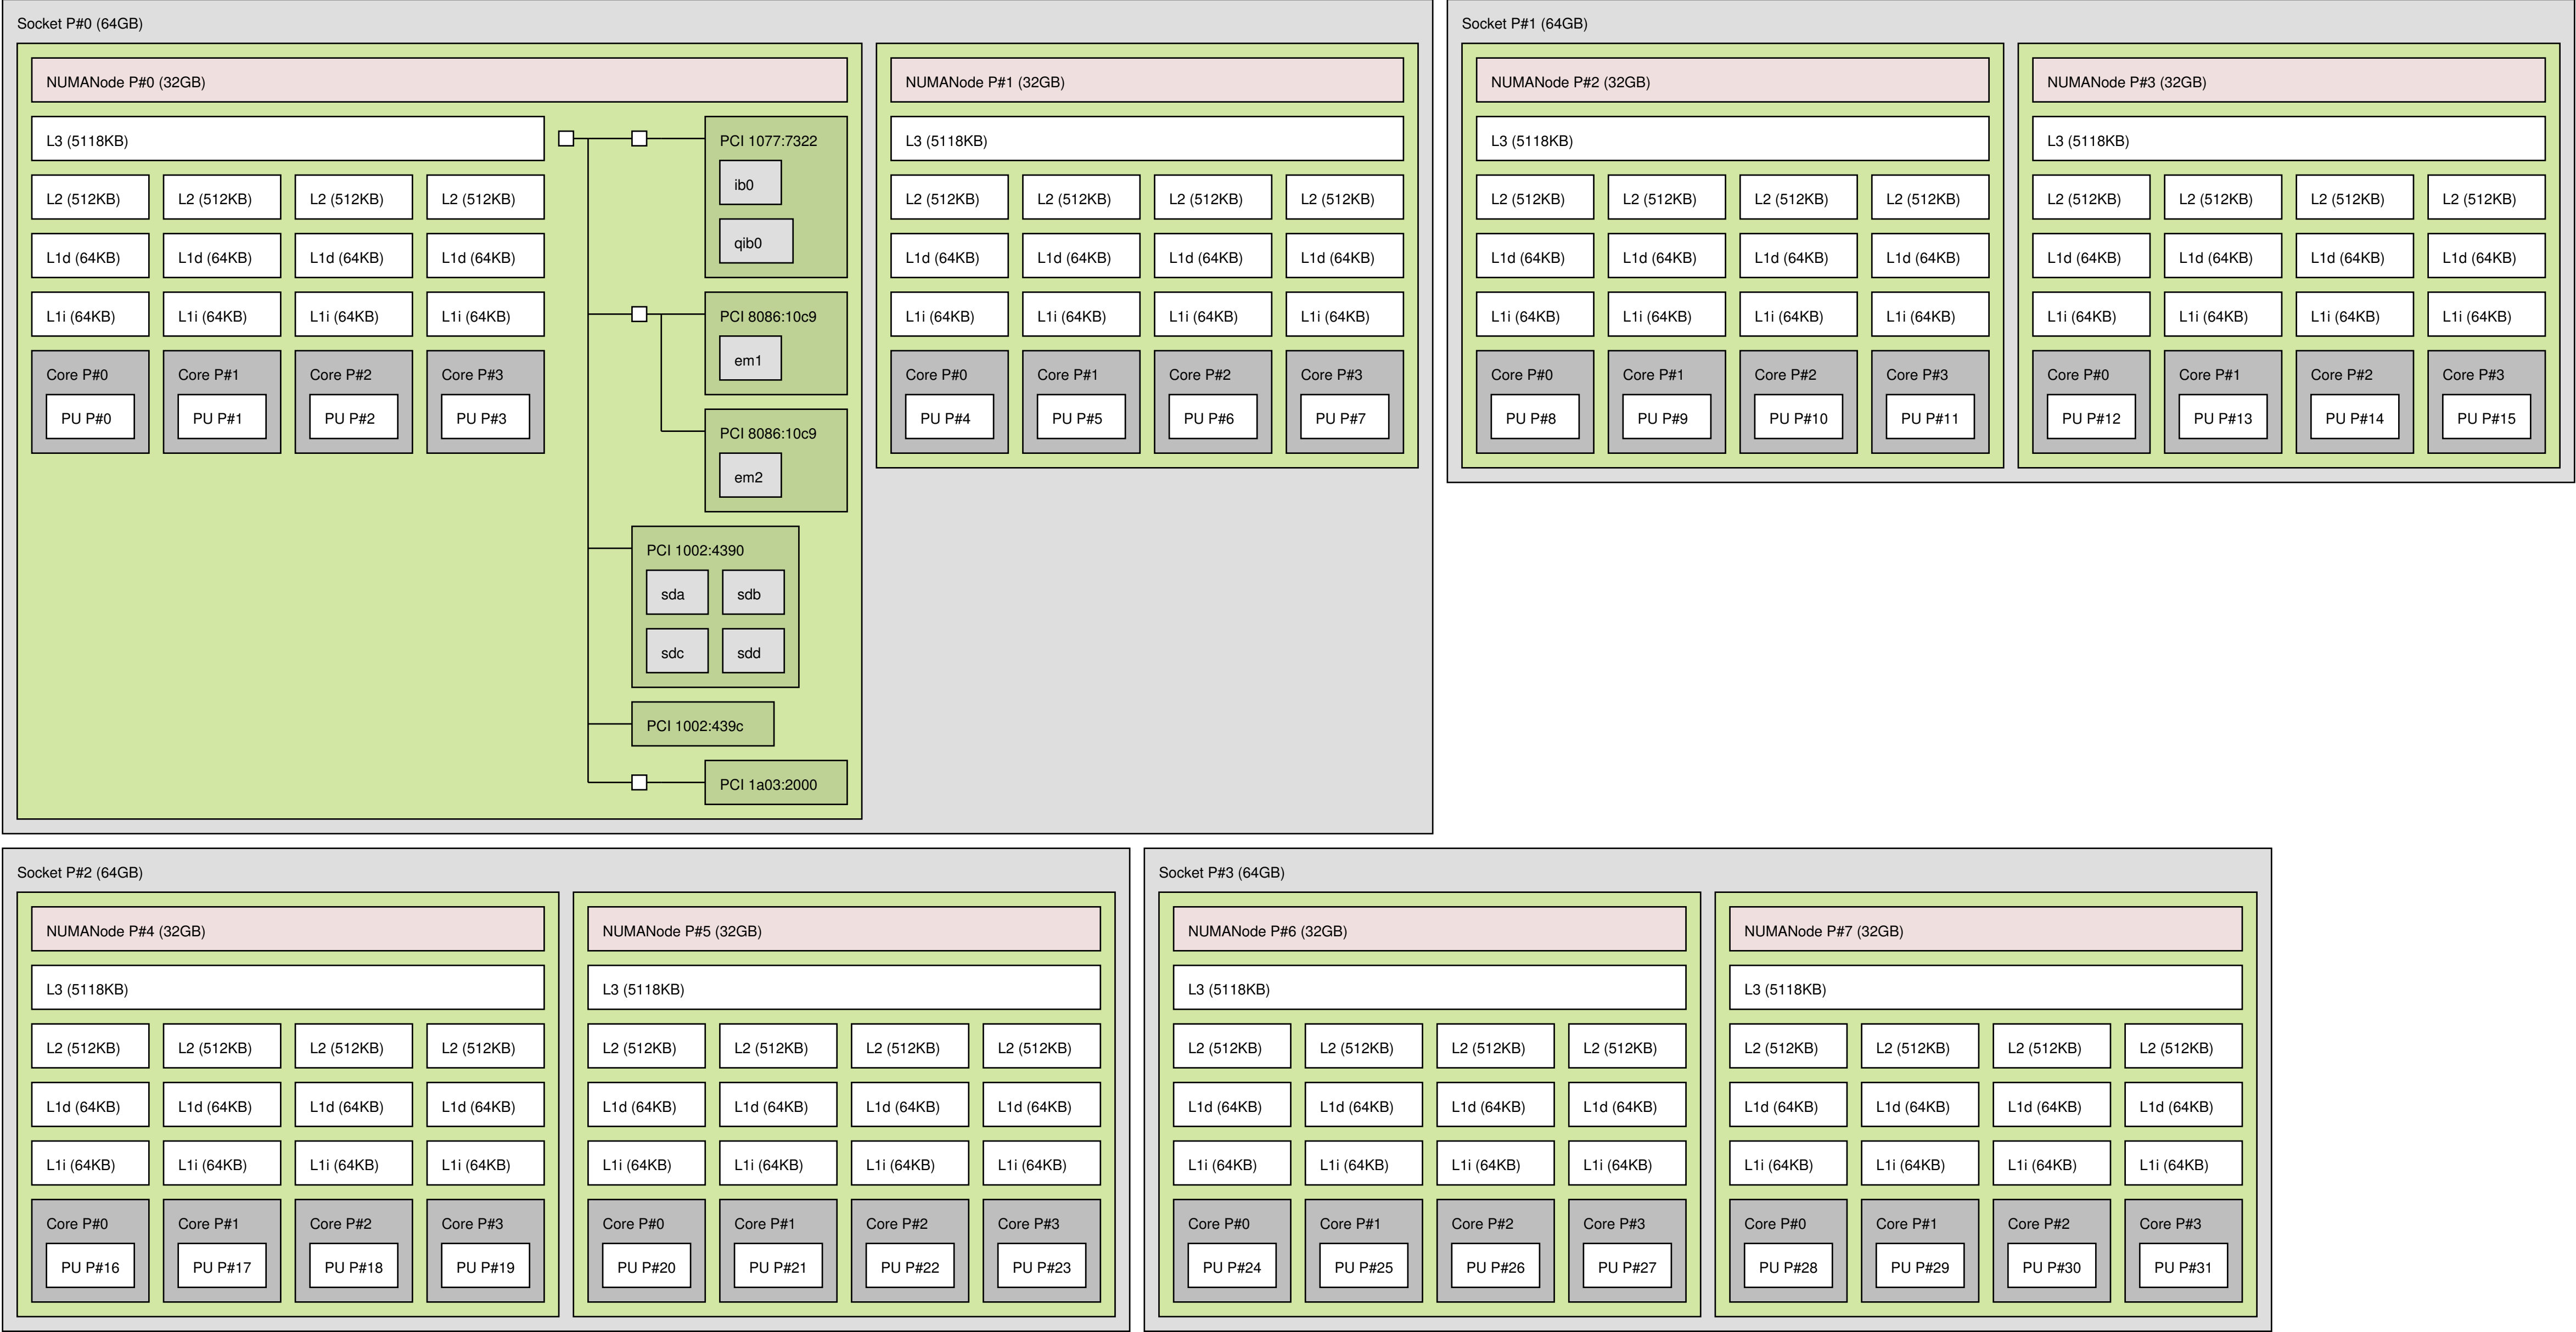 Socket P#0 (64GB)
NUMANode P#0 (32GB)
L3 (5118KB)
L2 (512KB) L2 (512KB) L2 (512KB) L2 (512KB)
L1d (64KB) L1d (64KB) L1d (64KB) L1d (64KB)
L1i (64KB) L1i (64KB) L1i (64KB) L1i (64KB)
Core P#0 Core P#1 Core P#2 Core P#3
PU P#0 PU P#1 PU P#2 PU P#3
PCI 1077:7322
ib0
qib0
PCI 8086:10c9
em1
PCI 8086:10c9
em2
PCI 1002:4390
sda sdb
sdc sdd
PCI 1002:439c
PCI 1a03:2000
NUMANode P#1 (32GB)
L3 (5118KB)
L2 (512KB) L2 (512KB) L2 (512KB) L2 (512KB)
L1d (64KB) L1d (64KB) L1d (64KB) L1d (64KB)
L1i (64KB) L1i (64KB) L1i (64KB) L1i (64KB)
Core P#0 Core P#1 Core P#2 Core P#3
PU P#4 PU P#5 PU P#6 PU P#7
Socket P#1 (64GB)
NUMANode P#2 (32GB)
L3 (5118KB)
L2 (512KB) L2 (512KB) L2 (512KB) L2 (512KB)
L1d (64KB) L1d (64KB) L1d (64KB) L1d (64KB)
L1i (64KB) L1i (64KB) L1i (64KB) L1i (64KB)
Core P#0 Core P#1 Core P#2 Core P#3
PU P#8 PU P#9 PU P#10 PU P#11
NUMANode P#3 (32GB)
L3 (5118KB)
L2 (512KB) L2 (512KB) L2 (512KB) L2 (512KB)
L1d (64KB) L1d (64KB) L1d (64KB) L1d (64KB)
L1i (64KB) L1i (64KB) L1i (64KB) L1i (64KB)
Core P#0 Core P#1 Core P#2 Core P#3
PU P#12 PU P#13 PU P#14 PU P#15
Socket P#2 (64GB)
NUMANode P#4 (32GB)
L3 (5118KB)
L2 (512KB) L2 (512KB) L2 (512KB) L2 (512KB)
L1d (64KB) L1d (64KB) L1d (64KB) L1d (64KB)
L1i (64KB) L1i (64KB) L1i (64KB) L1i (64KB)
Core P#0 Core P#1 Core P#2 Core P#3
PU P#16 PU P#17 PU P#18 PU P#19
NUMANode P#5 (32GB)
L3 (5118KB)
L2 (512KB) L2 (512KB) L2 (512KB) L2 (512KB)
L1d (64KB) L1d (64KB) L1d (64KB) L1d (64KB)
L1i (64KB) L1i (64KB) L1i (64KB) L1i (64KB)
Core P#0 Core P#1 Core P#2 Core P#3
PU P#20 PU P#21 PU P#22 PU P#23
Socket P#3 (64GB)
NUMANode P#6 (32GB)
L3 (5118KB)
L2 (512KB) L2 (512KB) L2 (512KB) L2 (512KB)
L1d (64KB) L1d (64KB) L1d (64KB) L1d (64KB)
L1i (64KB) L1i (64KB) L1i (64KB) L1i (64KB)
Core P#0 Core P#1 Core P#2 Core P#3
PU P#24 PU P#25 PU P#26 PU P#27
NUMANode P#7 (32GB)
L3 (5118KB)
L2 (512KB) L2 (512KB) L2 (512KB) L2 (512KB)
L1d (64KB) L1d (64KB) L1d (64KB) L1d (64KB)
L1i (64KB) L1i (64KB) L1i (64KB) L1i (64KB)
Core P#0 Core P#1 Core P#2 Core P#3
PU P#28 PU P#29 PU P#30 PU P#31